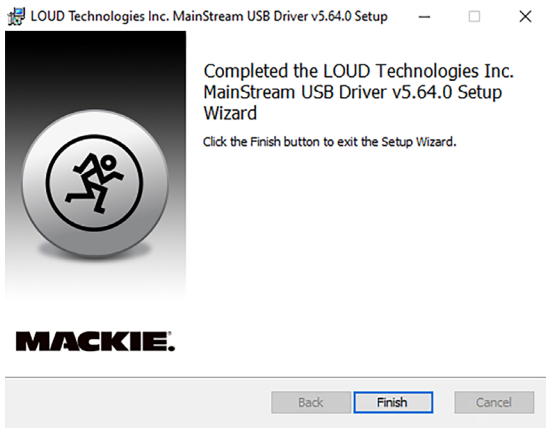 LOUD Technologies Inc. MainStream USB Driver v5.64.0 Setup
Completed the LOUD Technologies Inc.
MainStream USB Driver v5.64.0 Setup
Wizard
Click the Finish button to exit the Setup Wizard.
MACKIE.
Back
Finish
Cancel